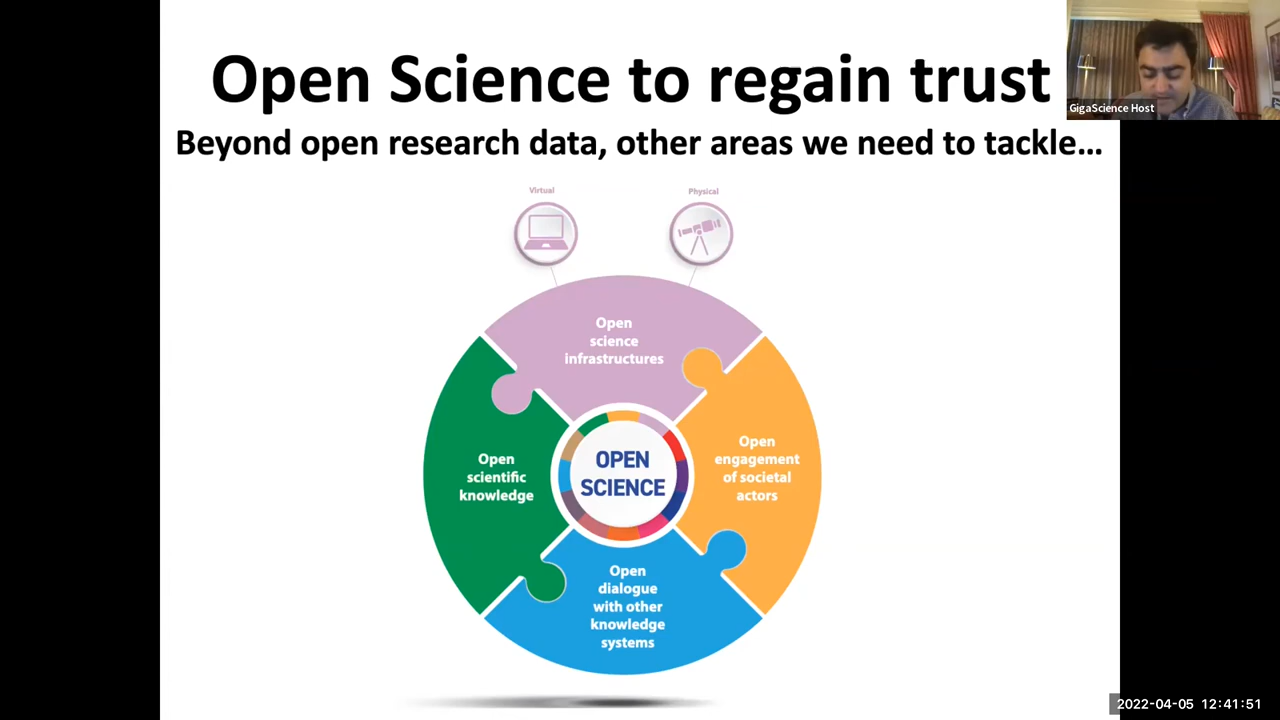 Open Science to regain trust
Beyond open research data, other areas we need to tackle...
GigaScience Host
Virtual
Physical
Open
science
infrastructures
Open
scientific
knowledge
OPEN
SCIENCE
Open
engagement
of societal
actors
Open
dialogue
with other
knowledge
systems
2022-04-05 12:41:51